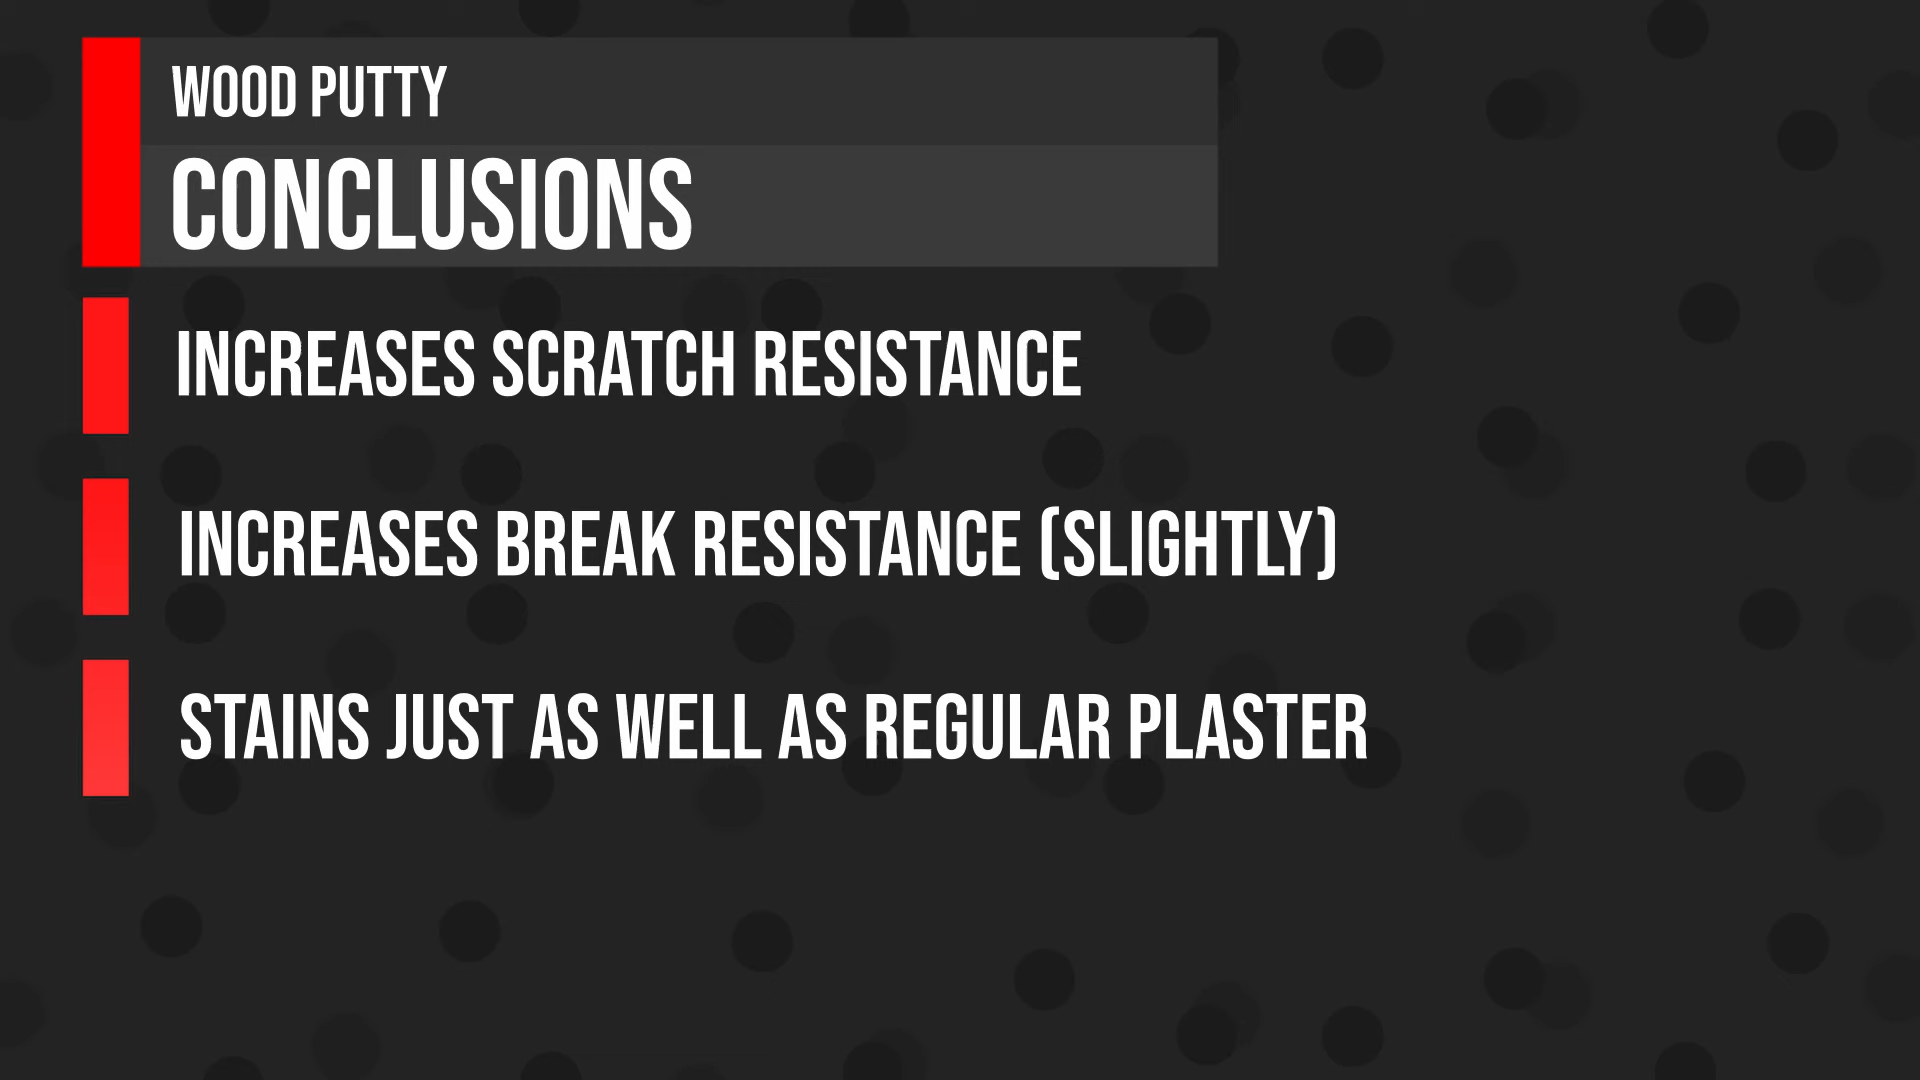 WOOD PUTTY
CONCLUSIONS
INCREASES SCRATCH RESISTANCE
INCREASES BREAK RESISTANCE (SLIGHTLY)
STAINS JUST AS WELL AS REGULAR PLASTER